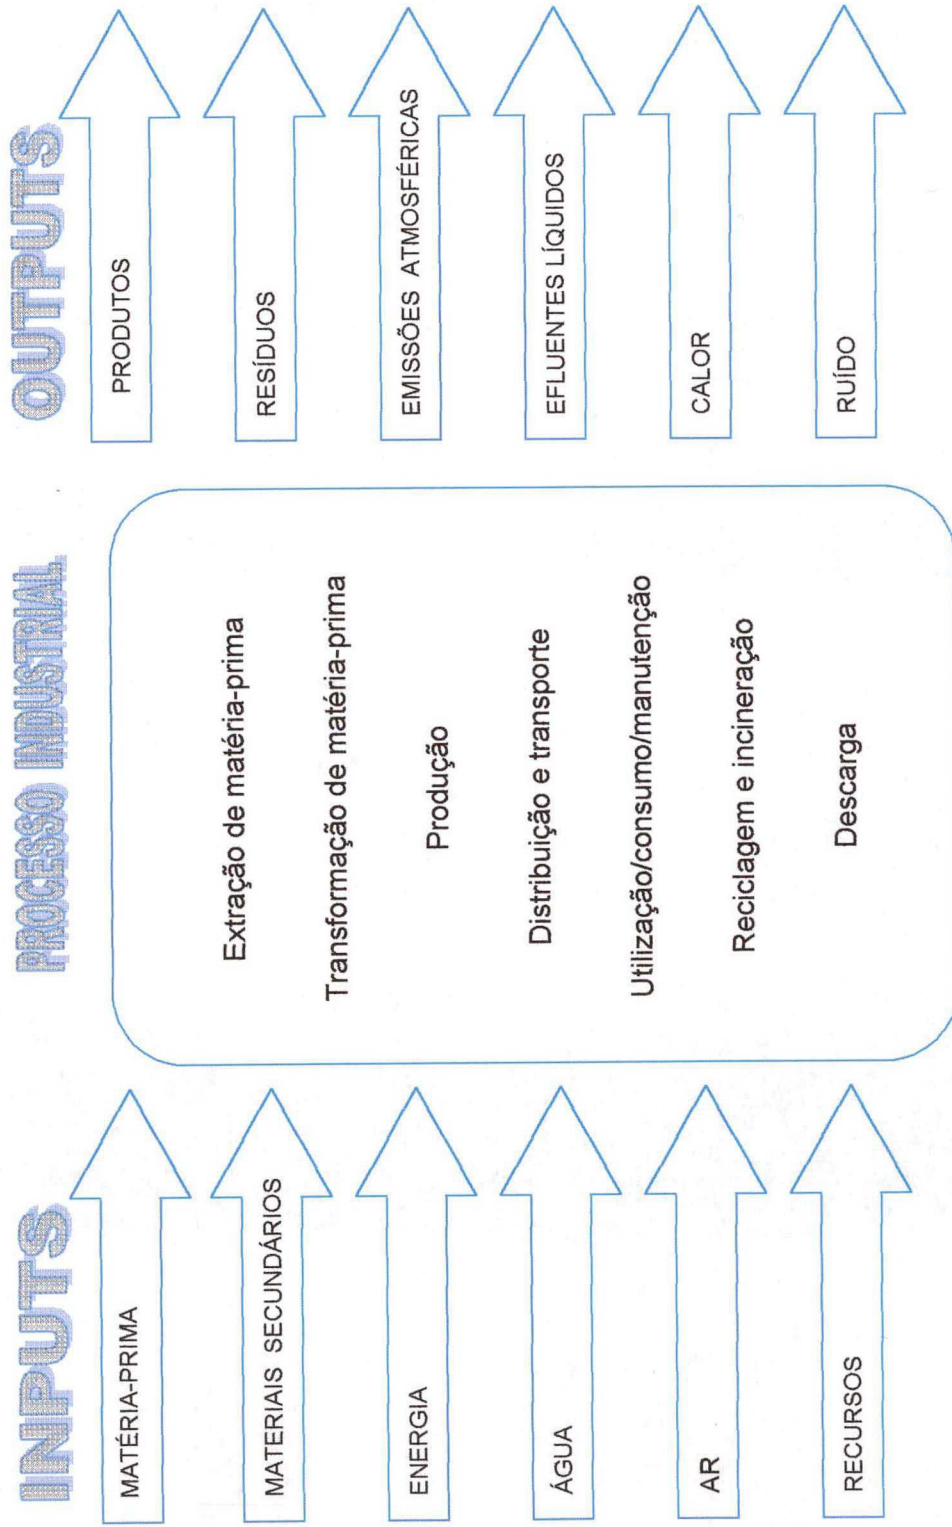 INPUTS
MATÉRIA-PRIMA
MATERIAIS SECUNDÁRIOS
ENERGIA
ÁGUA
AR
RECURSOS
PROCESSO INDUSTRIAL
Extração de matéria-prima
Transformação de matéria-prima
Produção
Distribuição e transporte
Utilização/consumo/manutenção
Reciclagem e incineração
Descarga
OUTPUTS
PRODUTOS
RESÍDUOS
EMISSÕES ATMOSFÉRICAS
EFLUENTES LÍQUIDOS
CALOR
RUÍDO